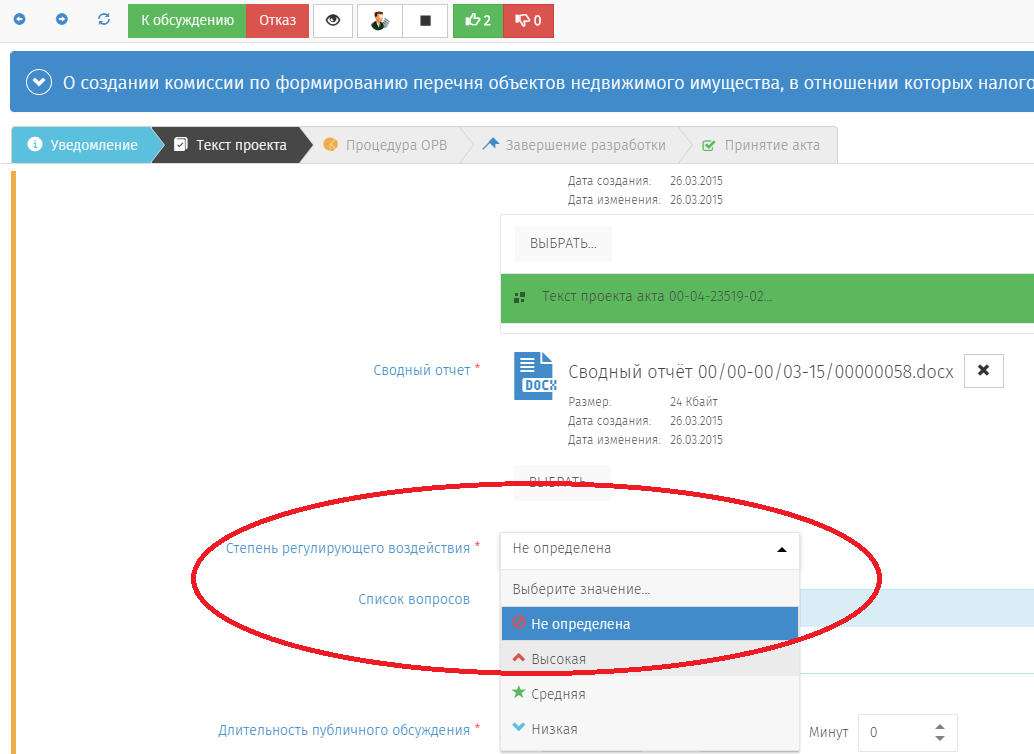 К обсуждению Отказ 2 0
О создании комиссии по формированию перечня объектов недвижимого имущества, в отношении которых налого
Уведомление Текст проекта Процедура ОРВ Завершение разработки Принятие акта
Дата создания: 26.03.2015
Дата изменения: 26.03.2015
ВЫБРАТЬ...
Текст проекта акта 00-04-23519-02...
Сводный отчет * DOCX Сводный отчёт 00/00-00/03-15/00000058.docx
Размер: 24 Кбайт
Дата создания: 26.03.2015
Дата изменения: 26.03.2015
ВЫБРАТЬ...
Степень регулирующего воздействия * Не определена
Выберите значение...
Список вопросов
Не определена
Высокая
Средняя
Низкая
Длительность публичного обсуждения * Минут 0